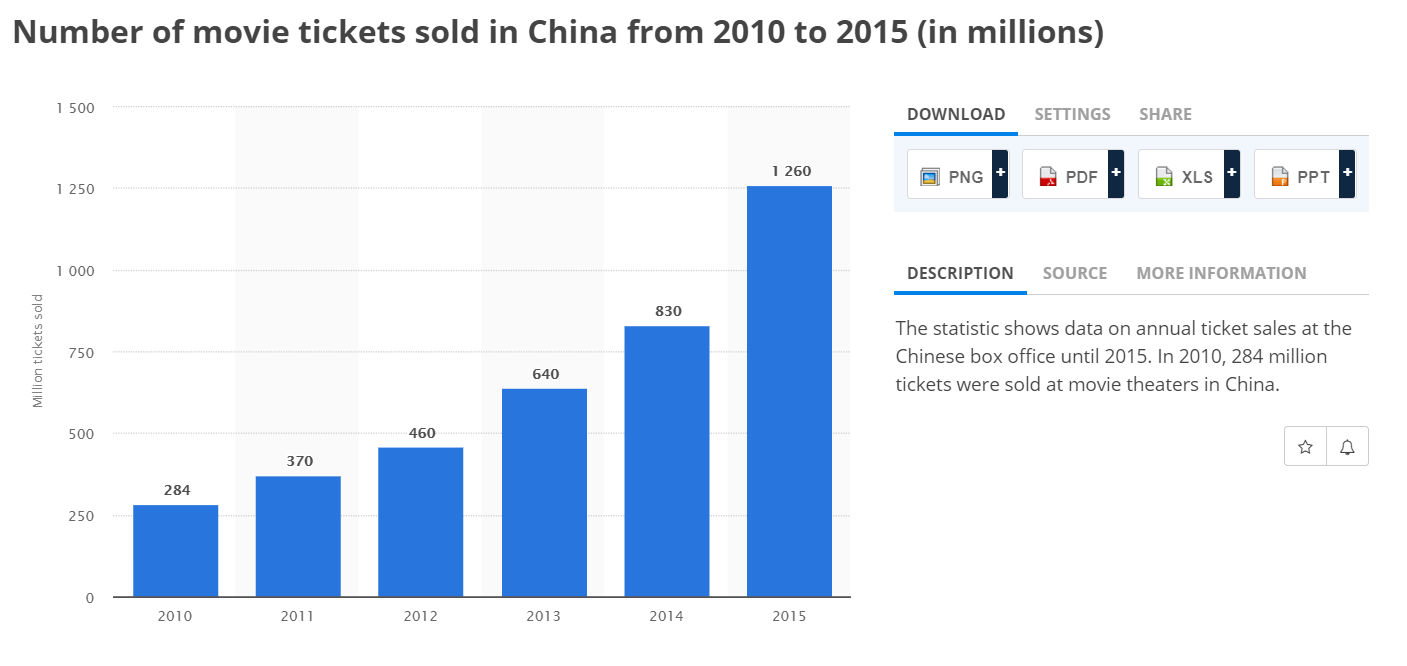 Number of movie tickets sold in China from 2010 to 2015 (in millions)
Million tickets sold
1 500
1 250
1 000
750
500
250
0
284
370
460
640
830
1 260
2010
2011
2012
2013
2014
2015
DOWNLOAD SETTINGS SHARE
PNG + PDF + XLS + PPT +
DESCRIPTION SOURCE MORE INFORMATION
The statistic shows data on annual ticket sales at the
Chinese box office until 2015. In 2010, 284 million
tickets were sold at movie theaters in China.